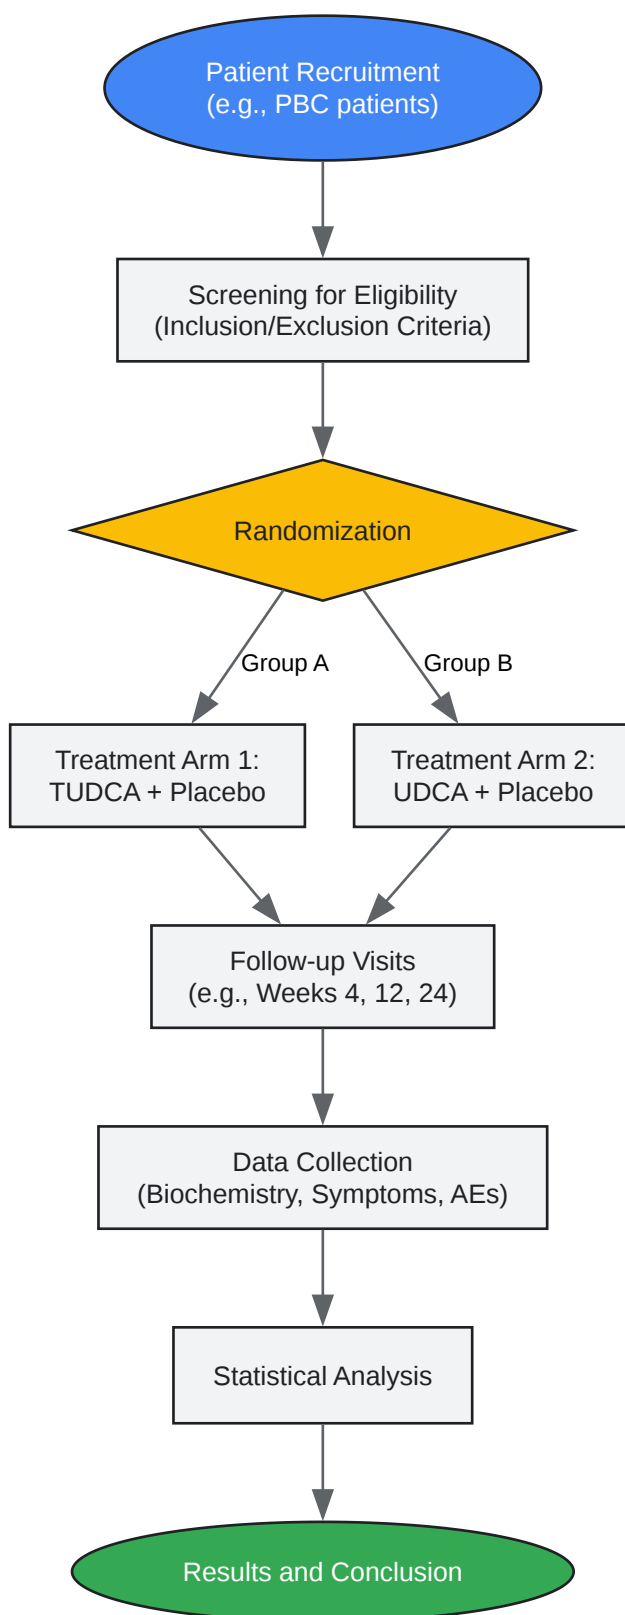 Patient Recruitment
(e.g., PBC patients)
Screening for Eligibility
(Inclusion/Exclusion Criteria)
Randomization
Group A
Group B
Treatment Arm 1:
TUDCA + Placebo
Treatment Arm 2:
UDCA + Placebo
Follow-up Visits
(e.g., Weeks 4, 12, 24)
Data Collection
(Biochemistry, Symptoms, AEs)
Statistical Analysis
Results and Conclusion